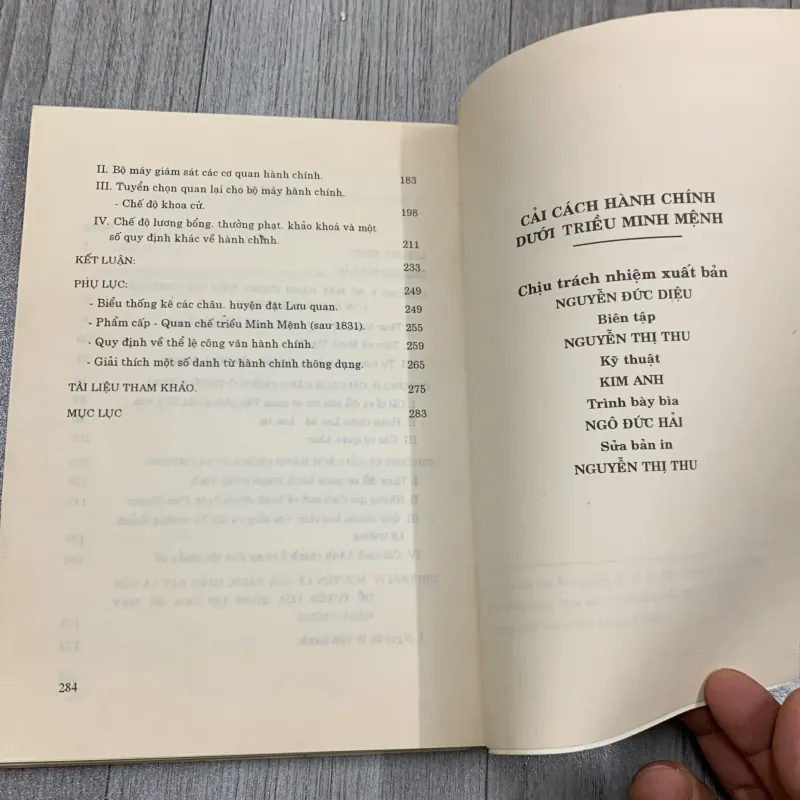 II. Bộ máy giám sát các cơ quan hành chính. 183
III. Tuyển chọn quan lại cho bộ máy hành chính.
- Chế độ khoa cử. 198
IV. Chế độ lương bổng. thưởng phạt. khảo khoá và một
số quy định khác về hành chính. 211
KẾT LUẬN: 233
PHỤ LỤC: 249
- Biểu thống kê các châu. huyện đặt Lưu quan. 249
- Phẩm cấp - Quan chế triều Minh Mệnh (sau 1831). 255
- Quy định về thể lệ công văn hành chính. 259
- Giải thích một số danh từ hành chính thông dụng. 265
TÀI LIỆU THAM KHẢO. 275
MỤC LỤC 283
284
CẢI CÁCH HÀNH CHÍNH
DƯỚI TRIỀU MINH MỆNH
Chịu trách nhiệm xuất bản
NGUYỄN ĐỨC DIỆU
Biên tập
NGUYỄN THỊ THU
Kỹ thuật
KIM ANH
Trình bày bìa
NGÔ ĐỨC HẢI
Sửa bản in
NGUYỄN THỊ THU